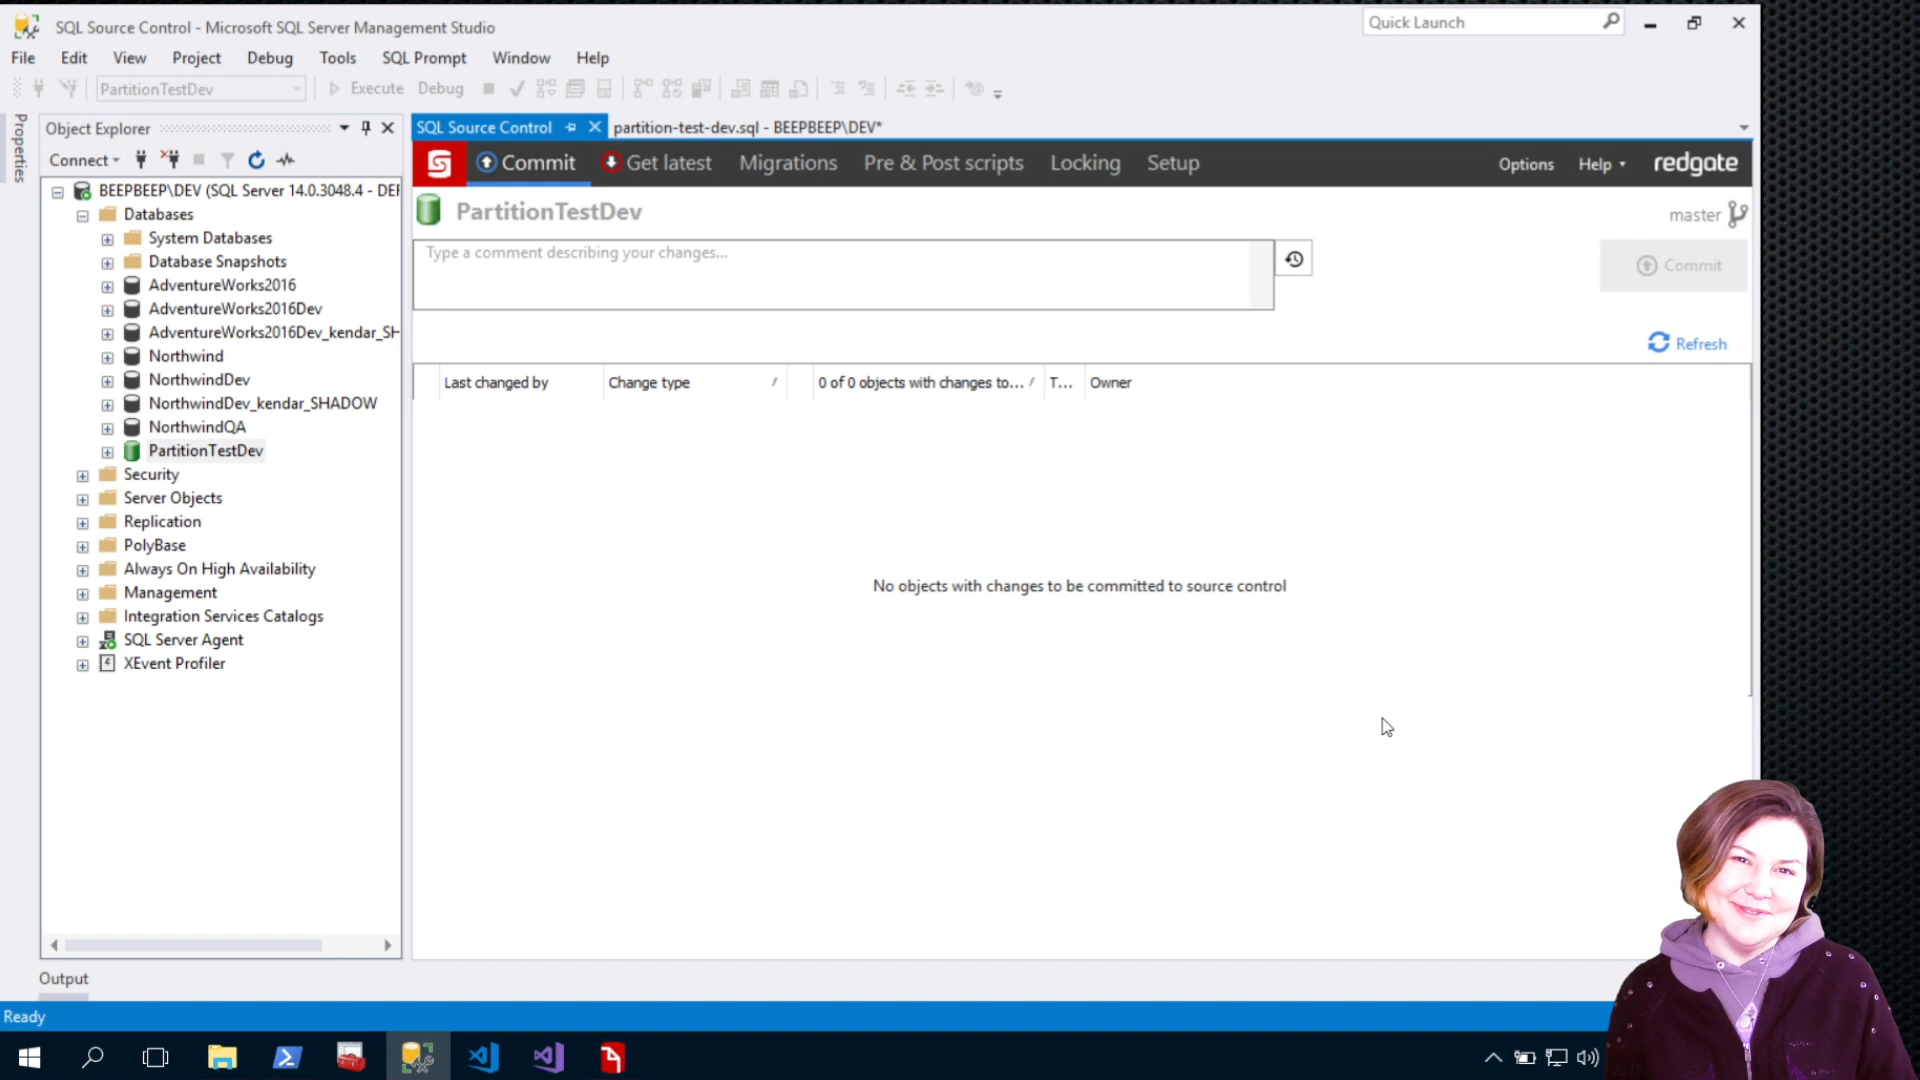 SQL Source Control - Microsoft SQL Server Management Studio
Quick Launch
File Edit View Project Debug Tools SQL Prompt Window Help
PartitionTestDev
Execute Debug
Properties
Object Explorer
SQL Source Control
partition-test-dev.sql - BEEPBEEP\DEV*
Connect
Commit
Get latest
Migrations
Pre & Post scripts
Locking
Setup
Options
Help
redgate
BEEPBEEP\DEV (SQL Server 14.0.3048.4 - DEF
Databases
System Databases
Database Snapshots
AdventureWorks2016
AdventureWorks2016Dev
AdventureWorks2016Dev_kendar_SH
Northwind
NorthwindDev
NorthwindDev_kendar_SHADOW
NorthwindQA
PartitionTestDev
Security
Server Objects
Replication
PolyBase
Always On High Availability
Management
Integration Services Catalogs
SQL Server Agent
XEvent Profiler
PartitionTestDev
master
Type a comment describing your changes...
Commit
Refresh
Last changed by
Change type
0 of 0 objects with changes to...
T...
Owner
No objects with changes to be committed to source control
Output
Ready